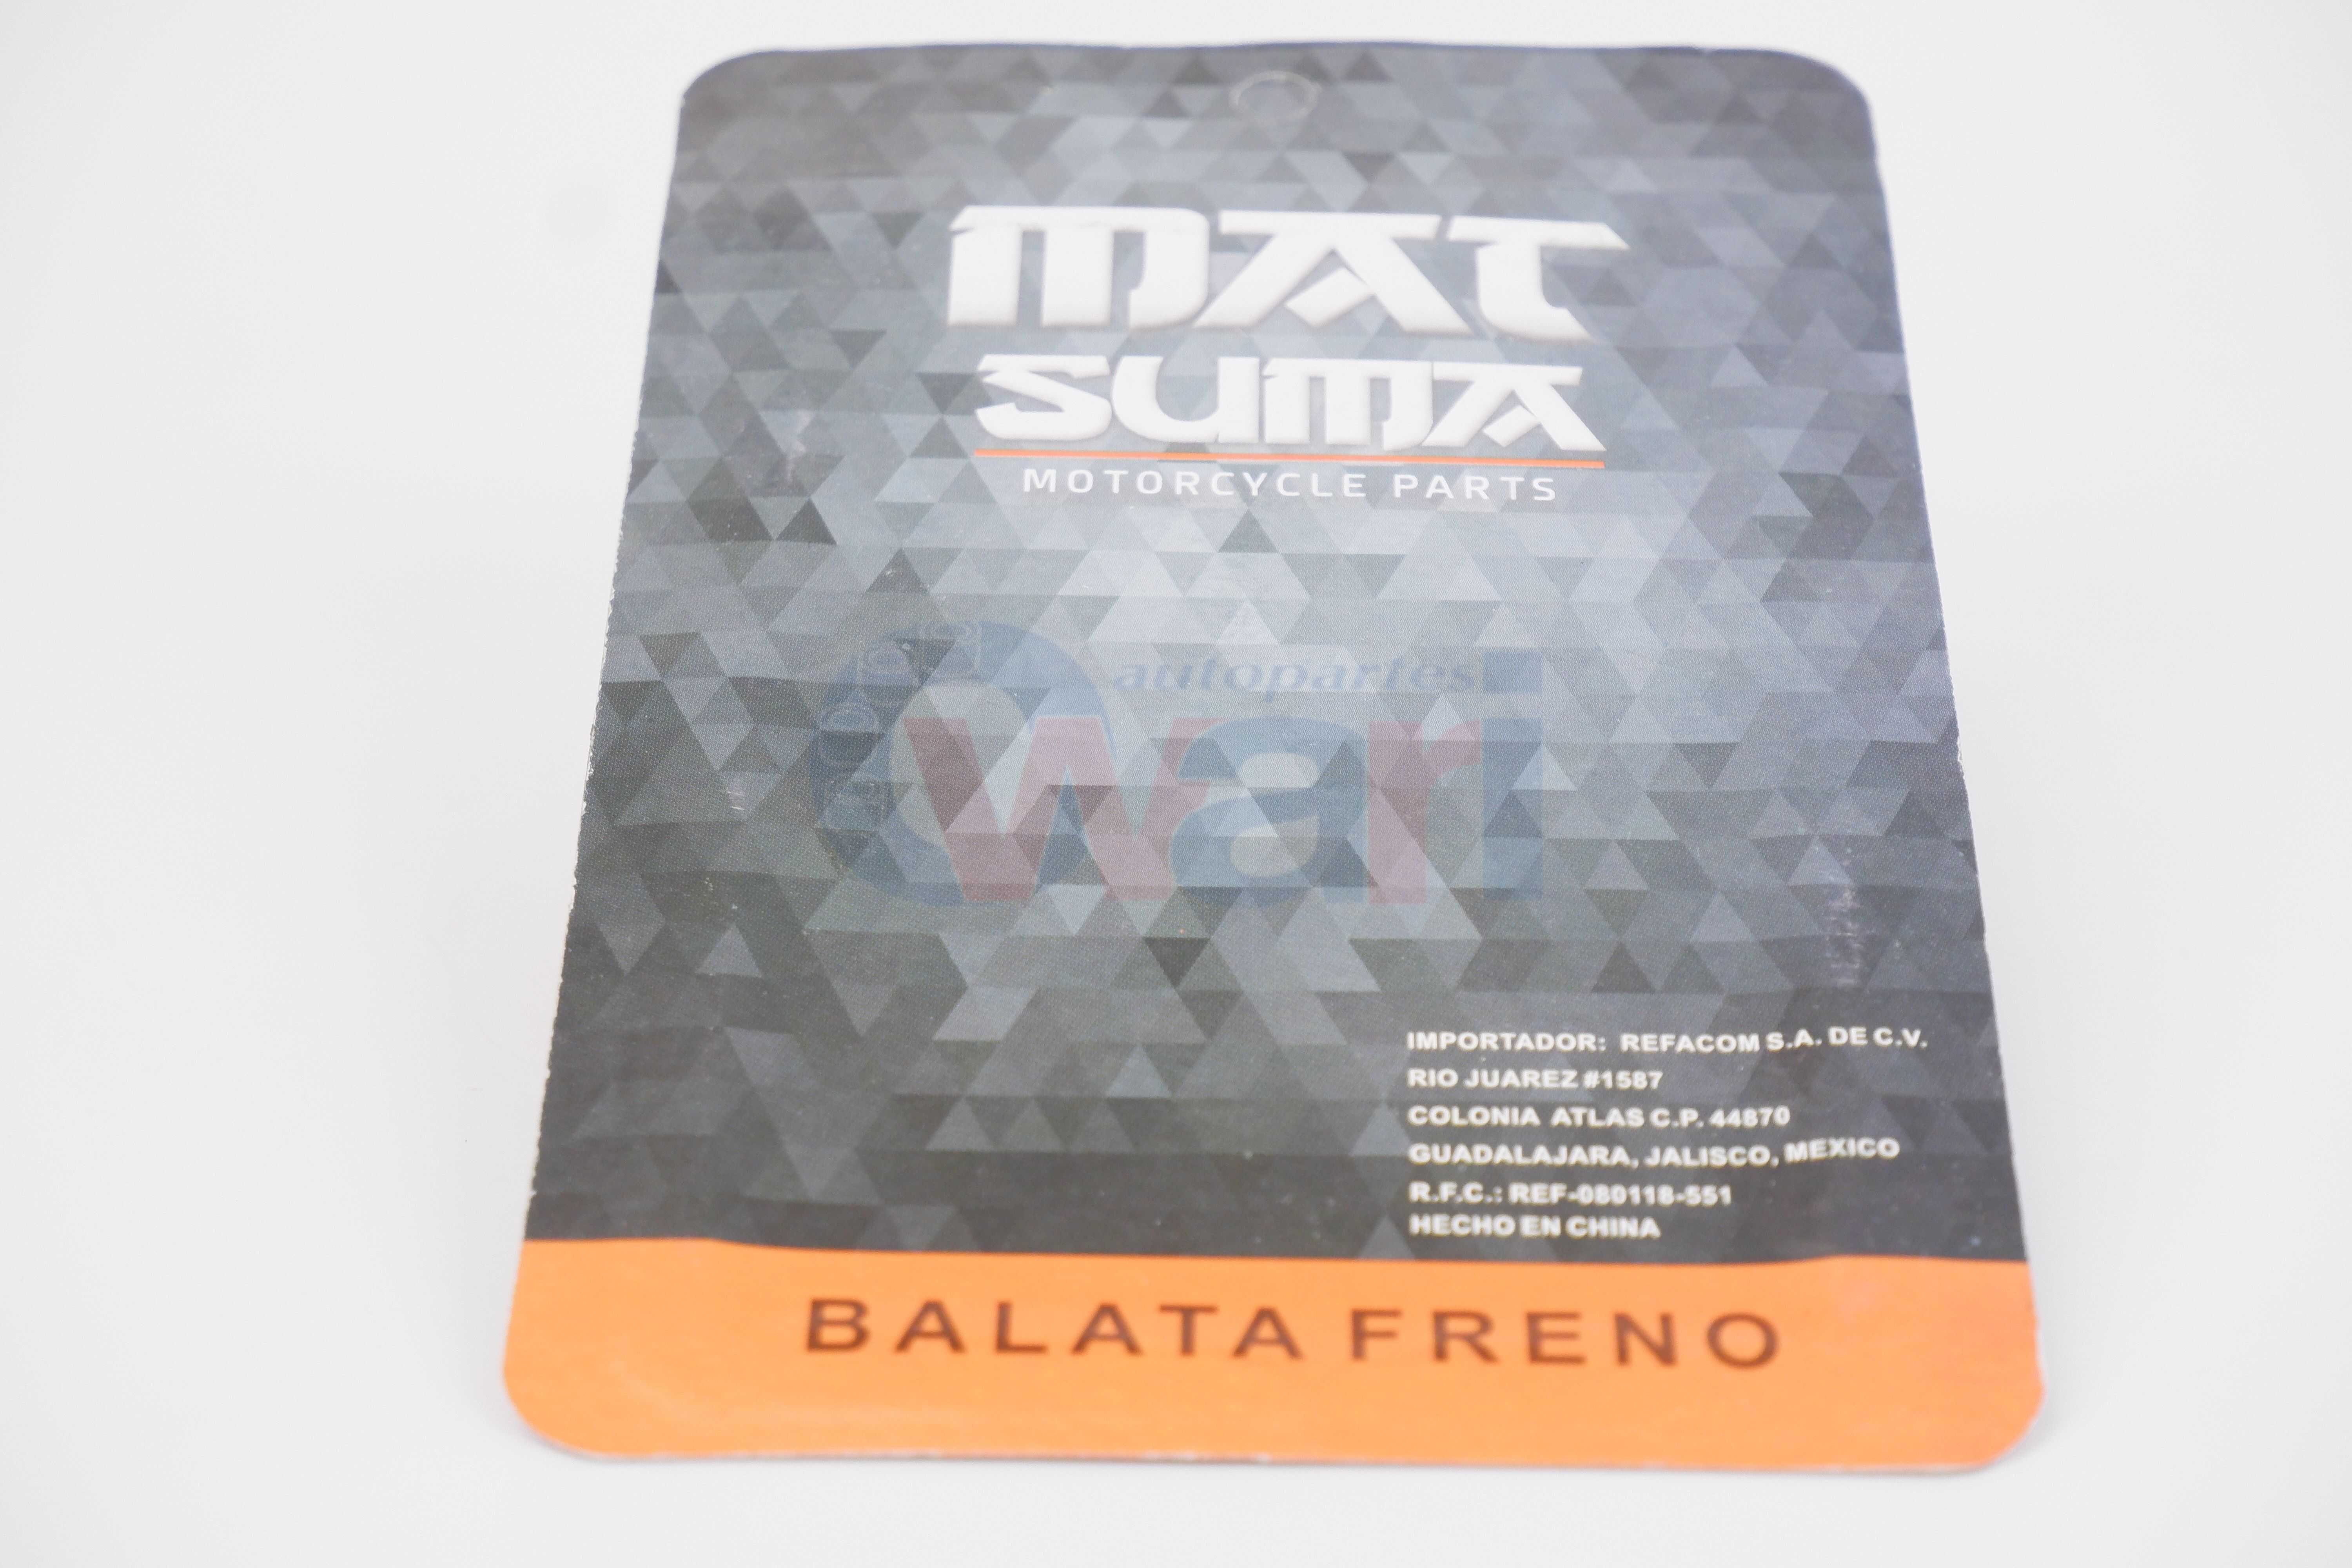 MAT
SUMA
MOTORCYCLE PARTS
autopartes
wari
IMPORTADOR: REFACOM S.A. DE C.V.
RIO JUAREZ #1587
COLONIA ATLAS C.P. 44870
GUADALAJARA, JALISCO, MEXICO
R.F.C.: REF-080118-551
HECHO EN CHINA
BALATA FRENO